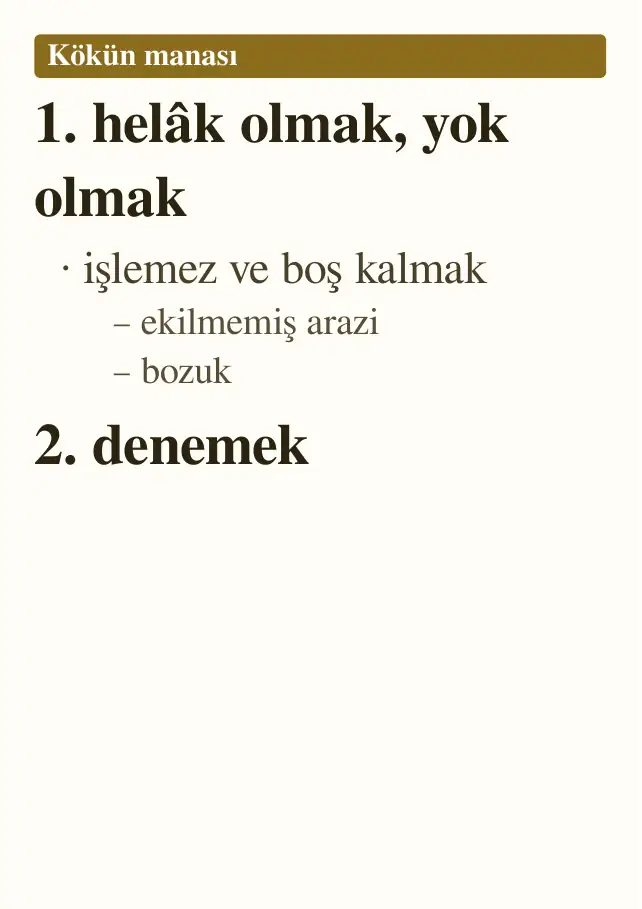 Kökün manası
1. helâk olmak, yok
olmak
· işlemez ve boş kalmak
– ekilmemiş arazi
– bozuk
2. denemek